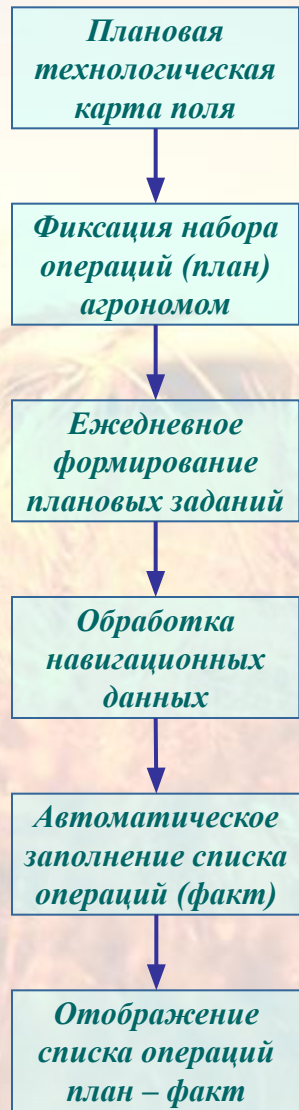 Плановая
технологическая
карта поля
Фиксация набора
операций (план)
агрономом
Ежедневное
формирование
плановых заданий
Обработка
навигационных
данных
Автоматическое
заполнение списка
операций (факт)
Отображение
списка операций
план – факт